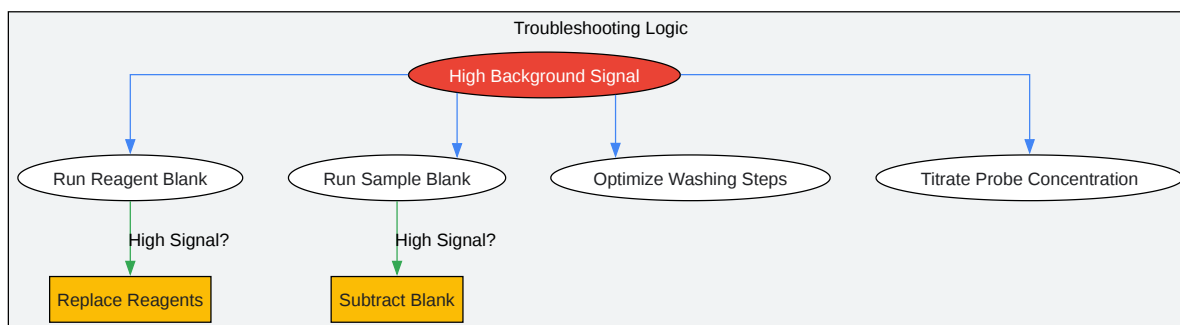 Troubleshooting Logic
High Background Signal
Run Reagent Blank
Run Sample Blank
Optimize Washing Steps
Titrate Probe Concentration
High Signal?
High Signal?
Replace Reagents
Subtract Blank